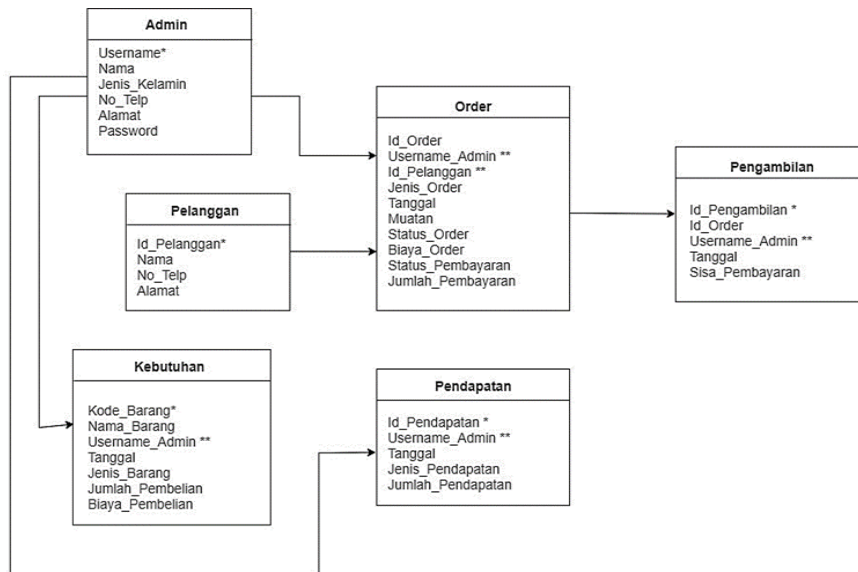 Admin
Username*
Nama
Jenis_Kelamin
No_Telp
Alamat
Password
Order
Id_Order
Username_Admin **
Id_Pelanggan **
Jenis_Order
Tanggal
Muatan
Status_Order
Biaya_Order
Status_Pembayaran
Jumlah_Pembayaran
Pengambilan
Id_Pengambilan *
Id_Order
Username_Admin **
Tanggal
Sisa_Pembayaran
Pelanggan
Id_Pelanggan*
Nama
No_Telp
Alamat
Kebutuhan
Kode_Barang*
Nama_Barang
Username_Admin **
Tanggal
Jenis_Barang
Jumlah_Pembelian
Biaya_Pembelian
Pendapatan
Id_Pendapatan *
Username_Admin **
Tanggal
Jenis_Pendapatan
Jumlah_Pendapatan